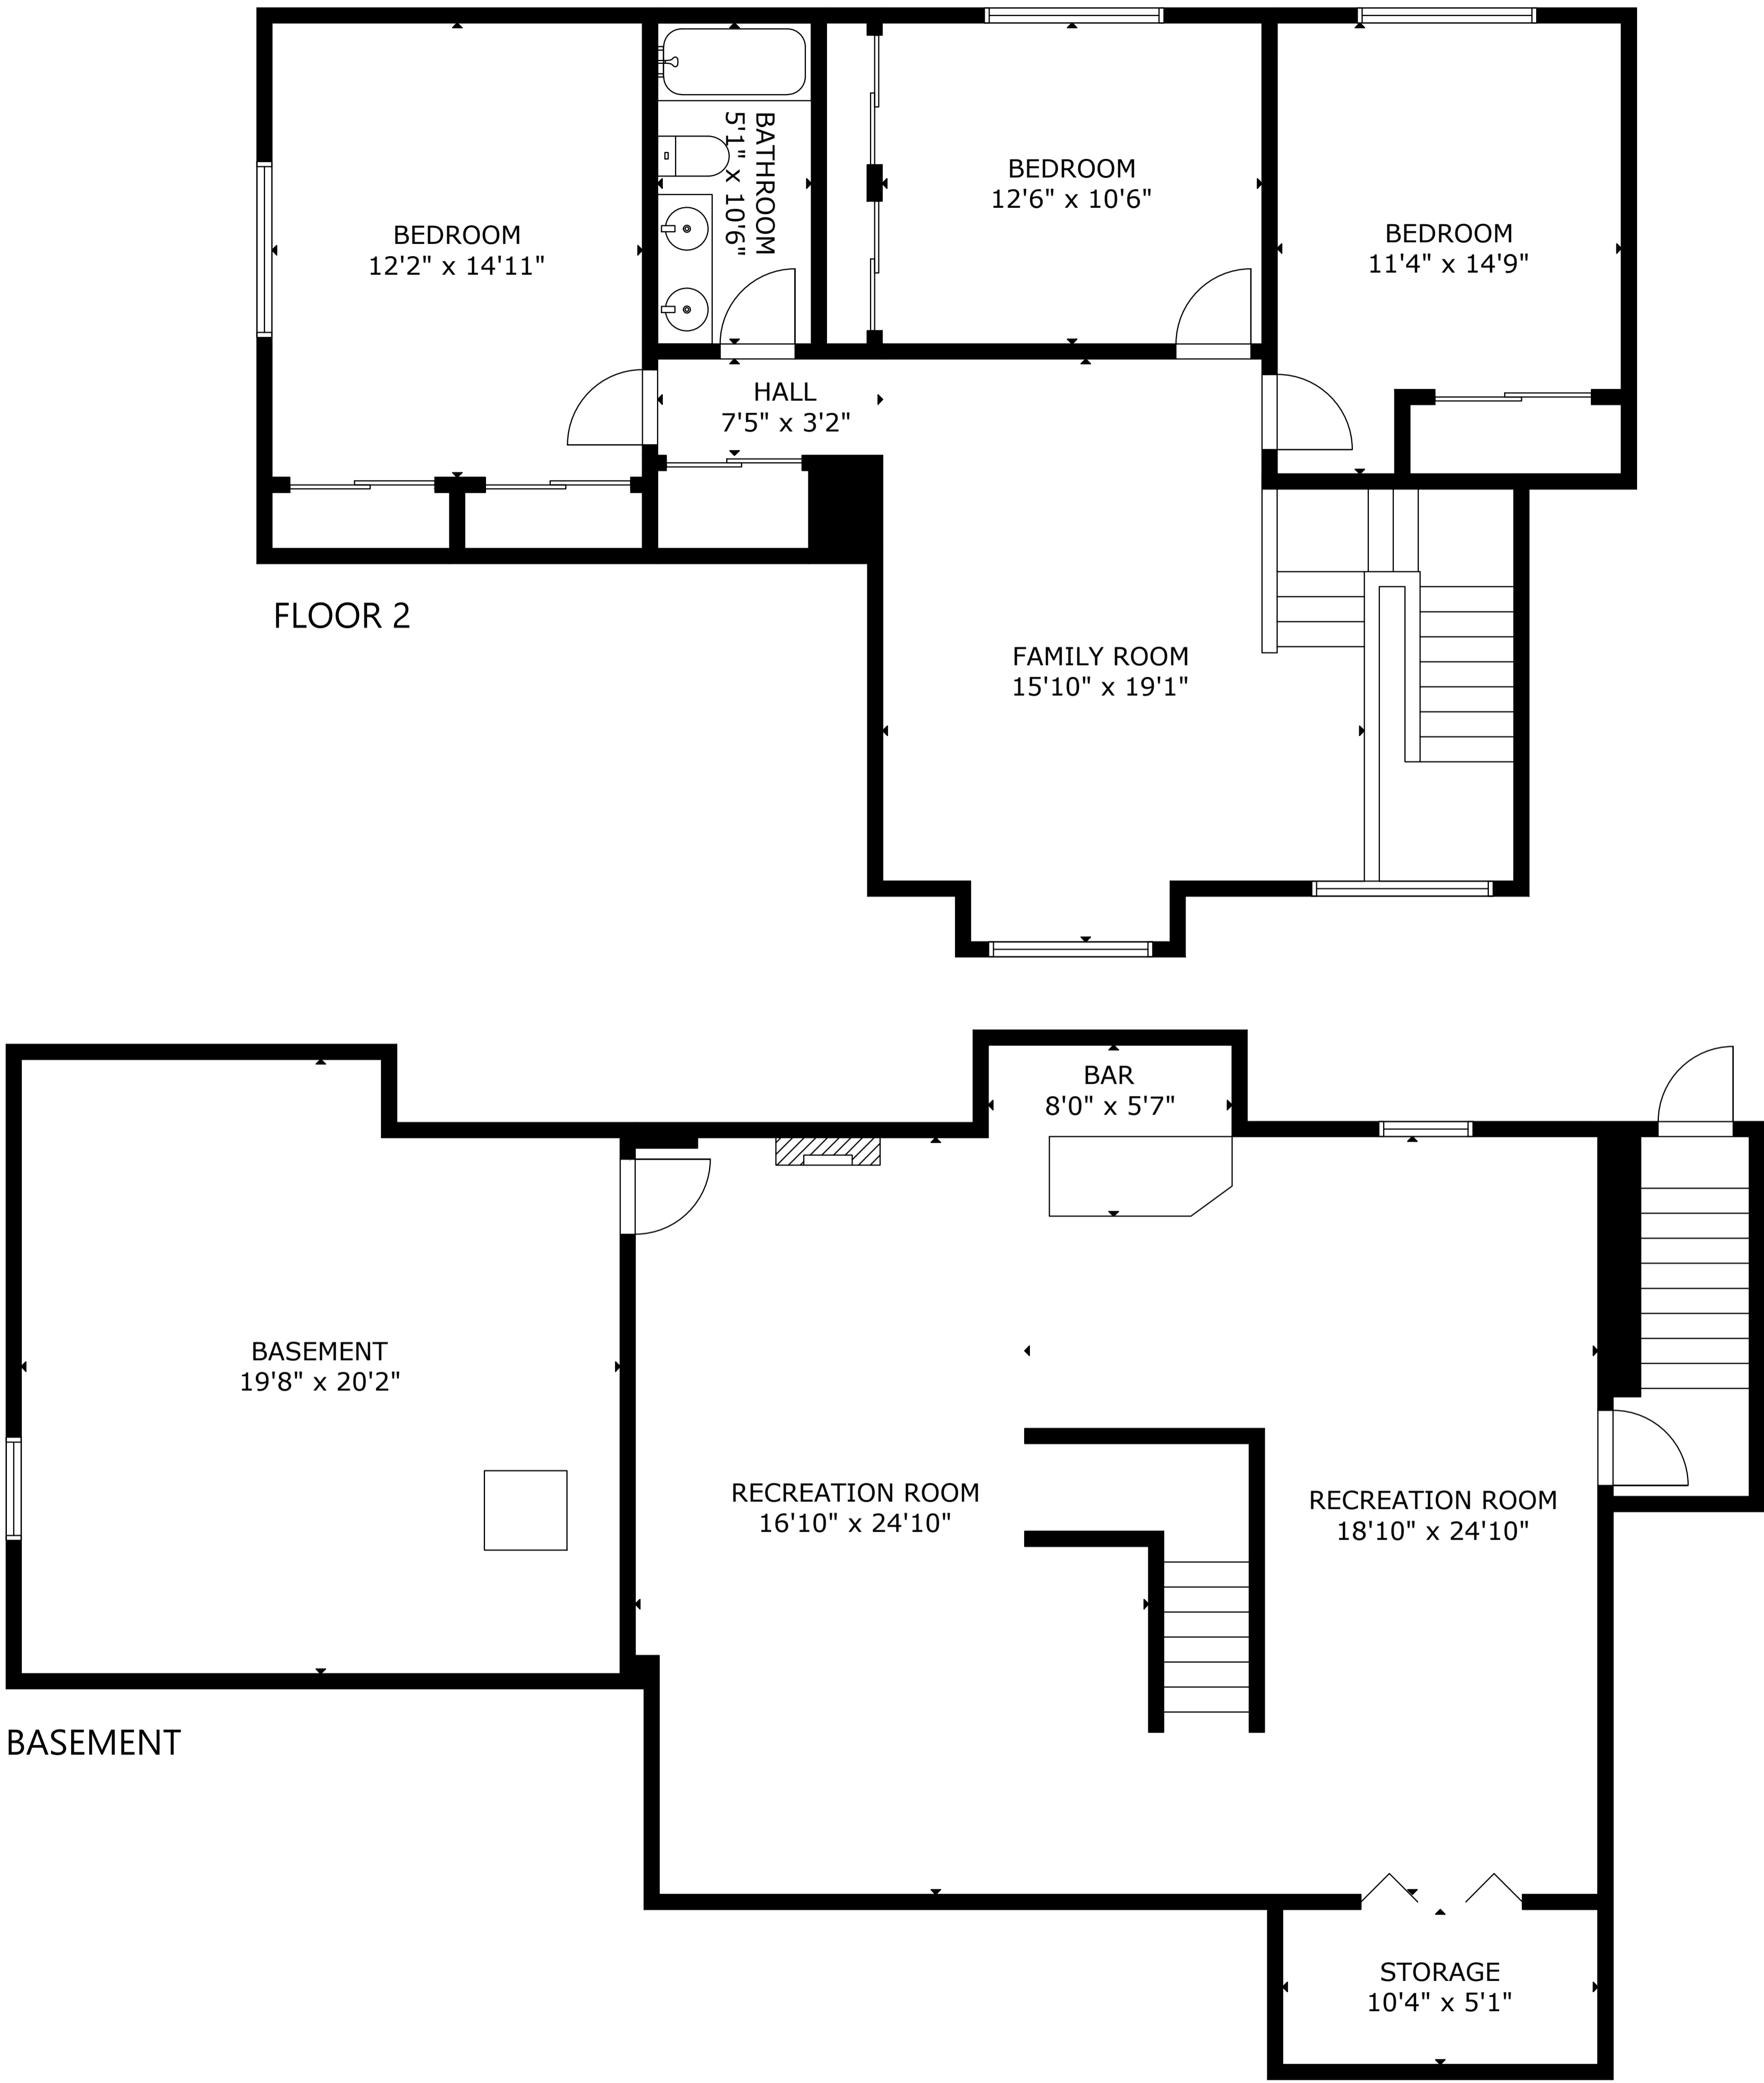 BEDROOM
12'2" x 14'11"
BATHROOM
5'1" x 10'6"
BEDROOM
12'6" x 10'6"
BEDROOM
11'4" x 14'9"
HALL
7'5" x 3'2"
FLOOR 2
FAMILY ROOM
15'10" x 19'1"
BAR
8'0" x 5'7"
BASEMENT
19'8" x 20'2"
RECREATION ROOM
16'10" x 24'10"
RECREATION ROOM
18'10" x 24'10"
BASEMENT
STORAGE
10'4" x 5'1"